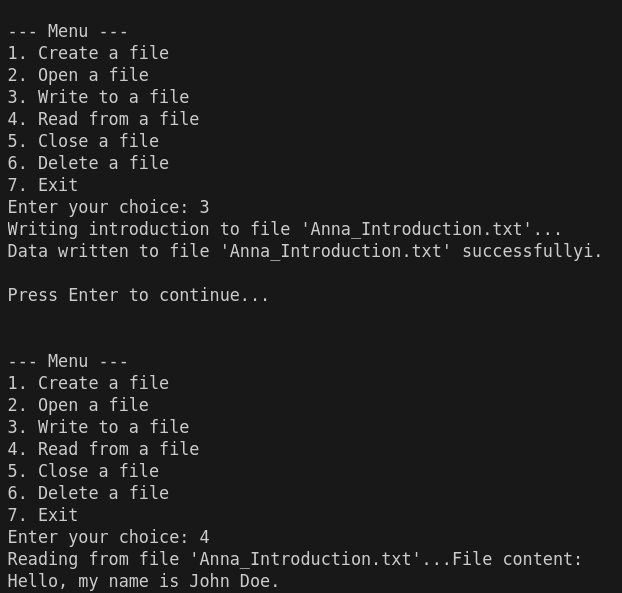 --- Menu ---
1. Create a file
2. Open a file
3. Write to a file
4. Read from a file
5. Close a file
6. Delete a file
7. Exit
Enter your choice: 3
Writing introduction to file 'Anna_Introduction.txt'...
Data written to file 'Anna_Introduction.txt' successfullyi.
Press Enter to continue...
--- Menu ---
1. Create a file
2. Open a file
3. Write to a file
4. Read from a file
5. Close a file
6. Delete a file
7. Exit
Enter your choice: 4
Reading from file 'Anna_Introduction.txt'...File content:
Hello, my name is John Doe.